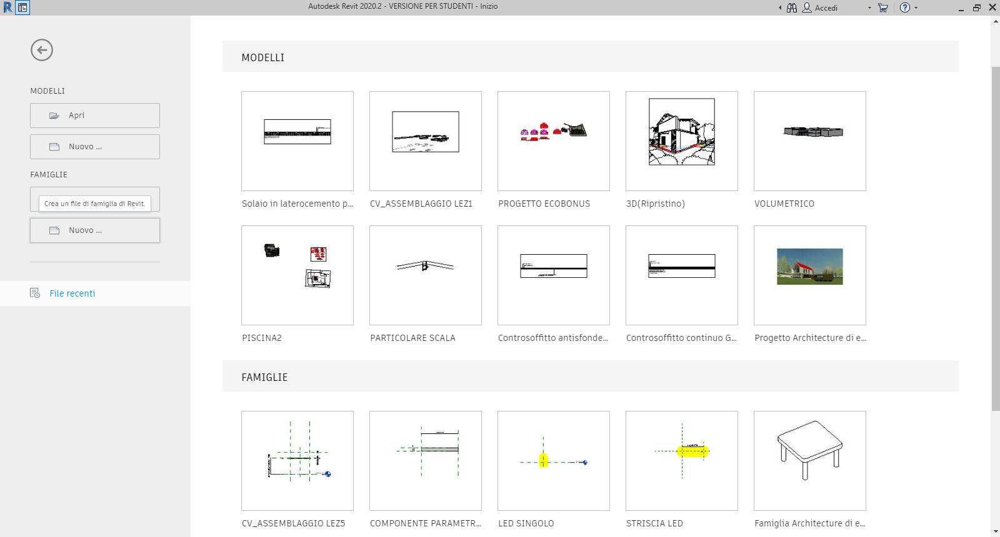 Autodesk Revit 2020.2 - VERSIONE PER STUDENTI - Inizio
Accedi
MODELLI
Apri
Nuovo ...
FAMIGLIE
Crea un file di famiglia di Revit.
Nuovo ...
File recenti
MODELLI
Solaio in laterocemento p...
CV_ASSEMBLAGGIO LEZ1
PROGETTO ECOBONUS
3D(Ripristino)
VOLUMETRICO
PISCINA2
PARTICOLARE SCALA
Controsoffitto antisfonde...
Controsoffitto continuo G...
Progetto Architecture di e...
FAMIGLIE
CV_ASSEMBLAGGIO LEZ5
COMPONENTE PARAMETR...
LED SINGOLO
STRISCIA LED
Famiglia Architecture di e...